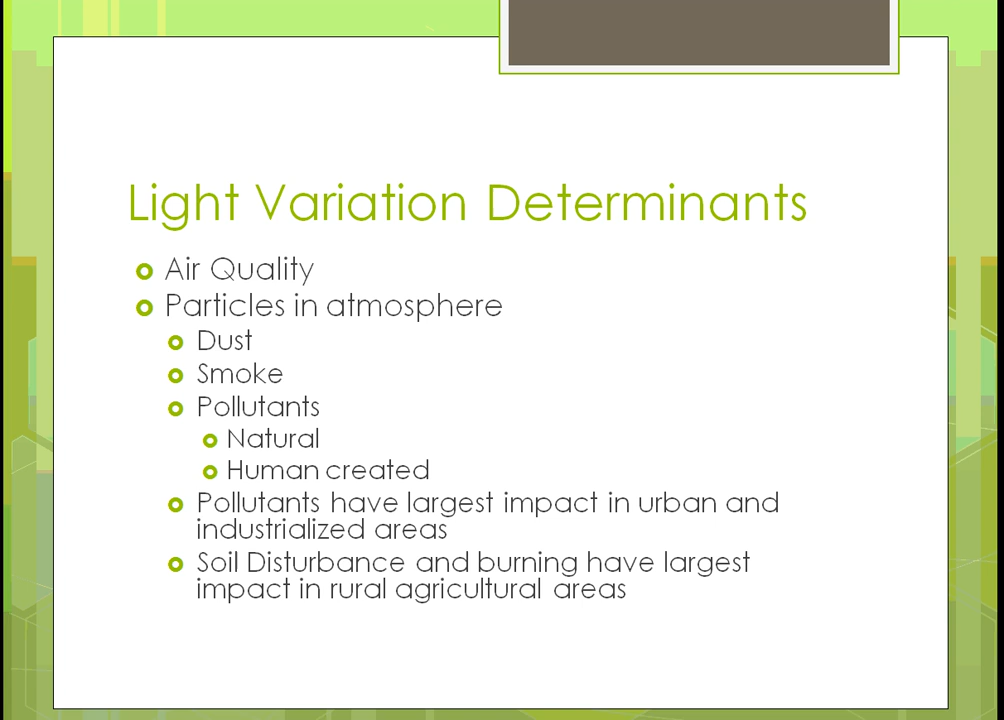 Light Variation Determinants
Air Quality
Particles in atmosphere
Dust
Smoke
Pollutants
Natural
Human created
Pollutants have largest impact in urban and
industrialized areas
Soil Disturbance and burning have largest
impact in rural agricultural areas